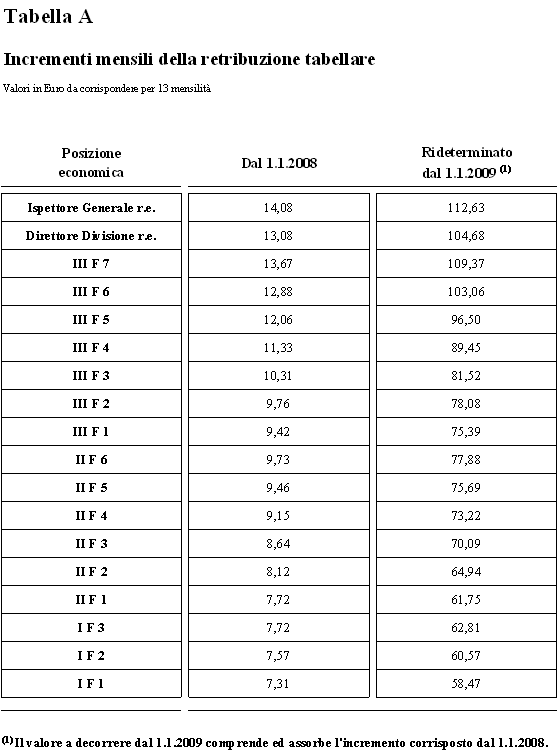 Tabella A
Incrementi mensili della retribuzione tabellare
Valori in Euro da corrispondere per 13 mensilità
Posizione economica Dal 1.1.2008 Rideterminato dal 1.1.2009 (1)
Ispettore Generale r.e. 14,08 112,63
Direttore Divisione r.e. 13,08 104,68
III F 7 13,67 109,37
III F 6 12,88 103,06
III F 5 12,06 96,50
III F 4 11,33 89,45
III F 3 10,31 81,52
III F 2 9,76 78,08
III F 1 9,42 75,39
II F 6 9,73 77,88
II F 5 9,46 75,69
II F 4 9,15 73,22
II F 3 8,64 70,09
II F 2 8,12 64,94
II F 1 7,72 61,75
I F 3 7,72 62,81
I F 2 7,57 60,57
I F 1 7,31 58,47
(1) Il valore a decorrere dal 1.1.2009 comprende ed assorbe l'incremento corrisposto dal 1.1.2008.